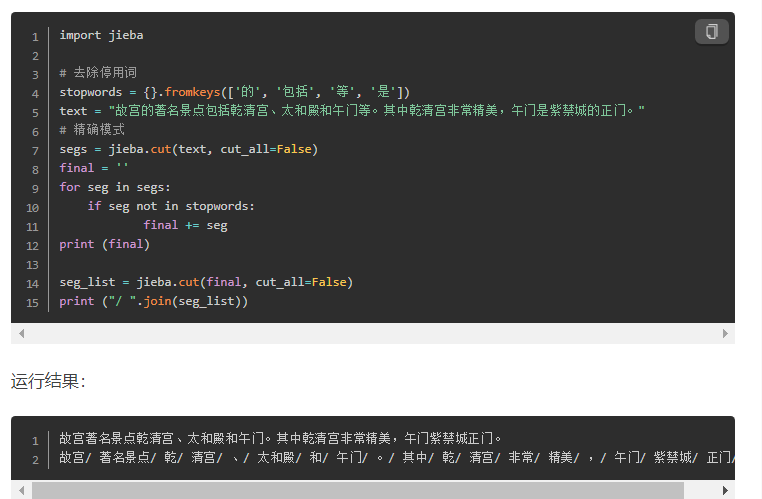 import jieba
# 去除停用词
stopwords = {}.fromkeys(['的', '包括', '等', '是'])
text = "故宫的著名景点包括乾清宫、太和殿和午门等。其中乾清宫非常精美，午门是紫禁城的正门。"
# 精确模式
segs = jieba.cut(text, cut_all=False)
final = ''
for seg in segs:
    if seg not in stopwords:
            final += seg
print (final)
seg_list = jieba.cut(final, cut_all=False)
print ("/ ".join(seg_list))
运行结果：
故宫著名景点乾清宫、太和殿和午门。其中乾清宫非常精美，午门紫禁城正门。
故宫/ 著名景点/ 乾/ 清宫/ 、/ 太和殿/ 和/ 午门/ 。/ 其中/ 乾/ 清宫/ 非常/ 精美/ ，/ 午门/ 紫禁城/ 正门/